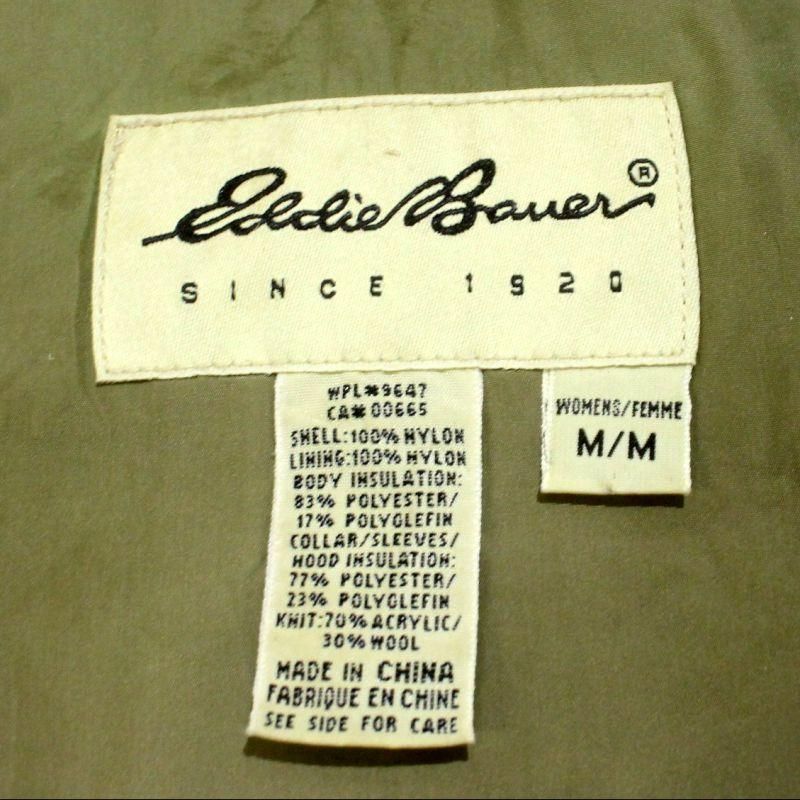 Eddie Bauer ®
SINCE 1920
WPL#9647
CA#00665
SHELL:100% NYLON
LINING:100% NYLON
BODY INSULATION:
83% POLYESTER/
17% POLYOLEFIN
COLLAR/SLEEVES/
HOOD INSULATION:
77% POLYESTER/
23% POLYOLEFIN
KNIT:70% ACRYLIC/
30% WOOL
MADE IN CHINA
FABRIQUE EN CHINE
SEE SIDE FOR CARE
WOMENS/FEMME
M/M